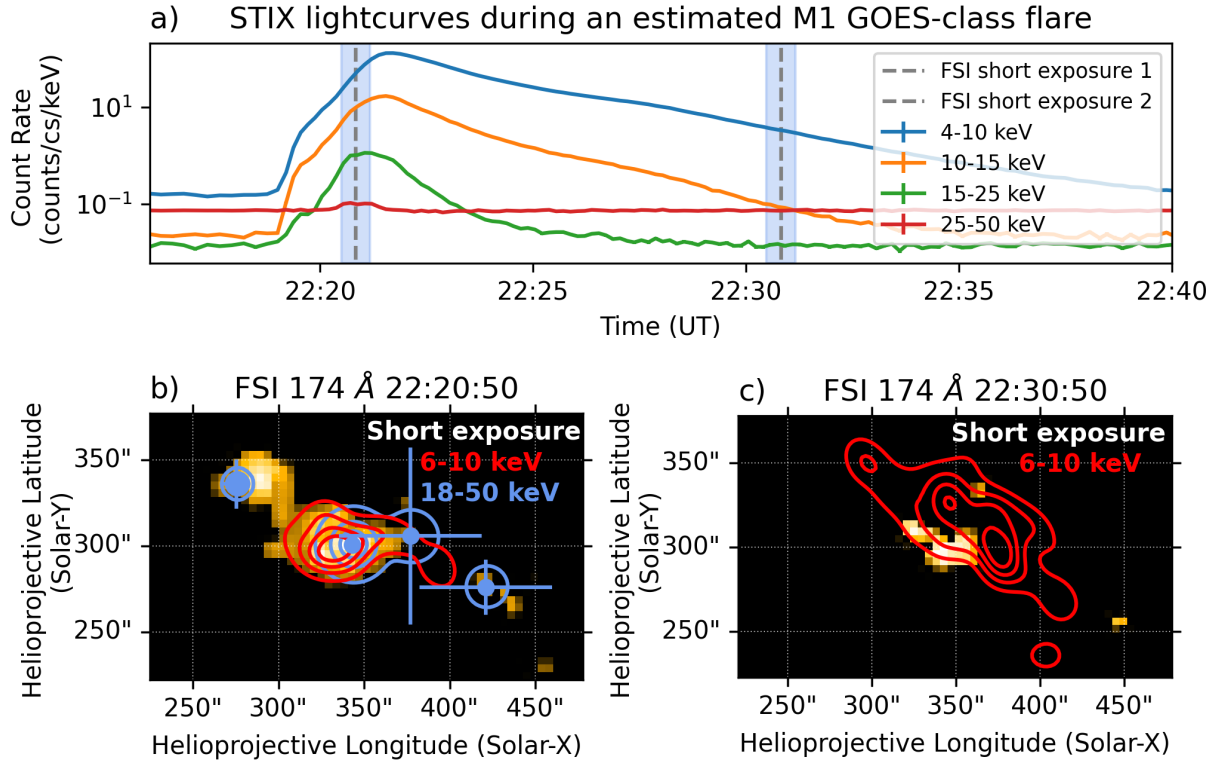 a) STIX lightcurves during an estimated M1 GOES-class flare
Count Rate
(counts/cs/keV)
10¹
10⁻¹
FSI short exposure 1
FSI short exposure 2
4-10 keV
10-15 keV
15-25 keV
25-50 keV
22:20 22:25 22:30 22:35 22:40
Time (UT)
b) FSI 174 Å 22:20:50
Helioprojective Latitude
(Solar-Y)
350"
300"
250"
Short exposure
6-10 keV
18-50 keV
250" 300" 350" 400" 450"
Helioprojective Longitude (Solar-X)
c) FSI 174 Å 22:30:50
Helioprojective Latitude
(Solar-Y)
350"
300"
250"
Short exposure
6-10 keV
250" 300" 350" 400" 450"
Helioprojective Longitude (Solar-X)